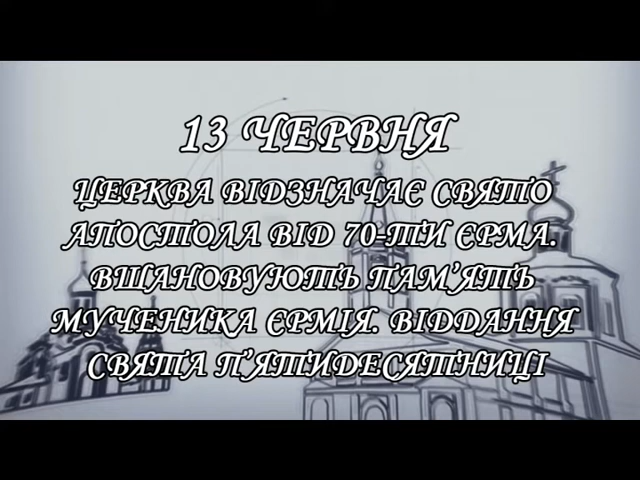 13 ЧЕРВНЯ
ЦЕРКВА ВІДЗНАЧАЄ СВЯТО
АПОСТОЛА ВІД 70-ТИ ЄРМА.
ВШАНОВУЮТЬ ПАМ'ЯТЬ
МУЧЕНИКА ЄРМІЯ. ВІДДАННЯ
СВЯТА П'ЯТИДЕСЯТНИЦІ